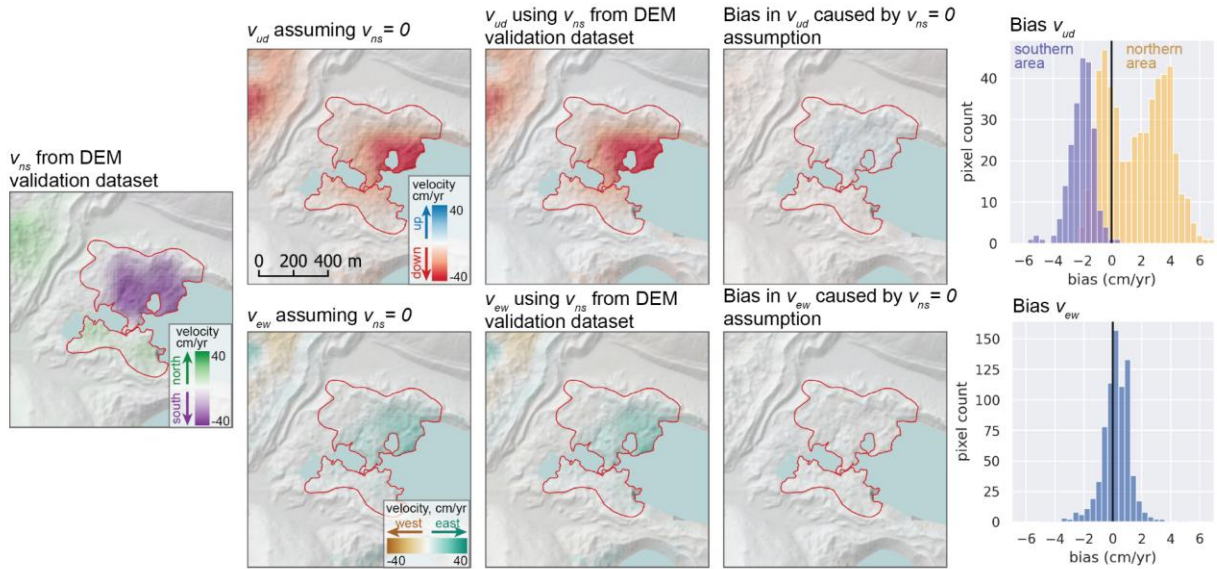 v_ns from DEM
validation dataset
velocity
cm/yr
40
north
south
-40
v_ud assuming v_ns= 0
velocity
cm/yr
40
up
down
-40
0 200 400 m
v_ud using v_ns from DEM
validation dataset
Bias in v_ud caused by v_ns= 0
assumption
Bias v_ud
southern
area
northern
area
pixel count
40
30
20
10
0
−6 −4 −2 0 2 4 6
bias (cm/yr)
v_ew assuming v_ns= 0
velocity, cm/yr
west east
-40 40
v_ew using v_ns from DEM
validation dataset
Bias in v_ew caused by v_ns= 0
assumption
Bias v_ew
pixel count
150
125
100
75
50
25
0
−6 −4 −2 0 2 4 6
bias (cm/yr)